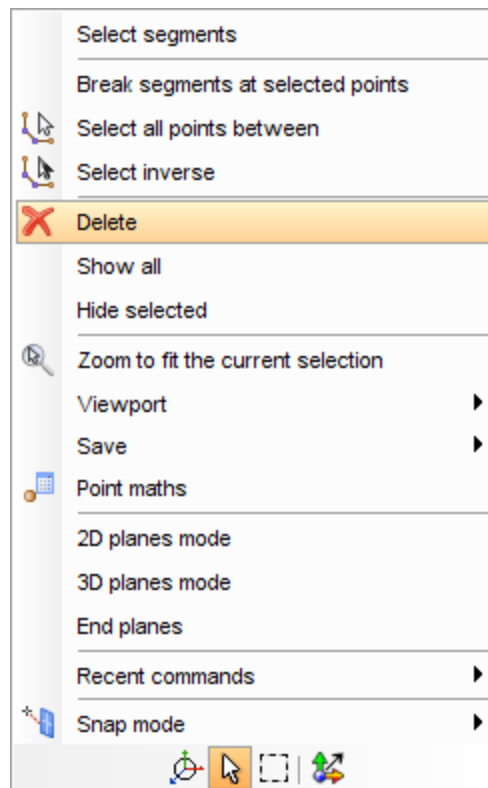 Select segments
Break segments at selected points
Select all points between
Select inverse
Delete
Show all
Hide selected
Zoom to fit the current selection
Viewport
Save
Point maths
2D planes mode
3D planes mode
End planes
Recent commands
Snap mode